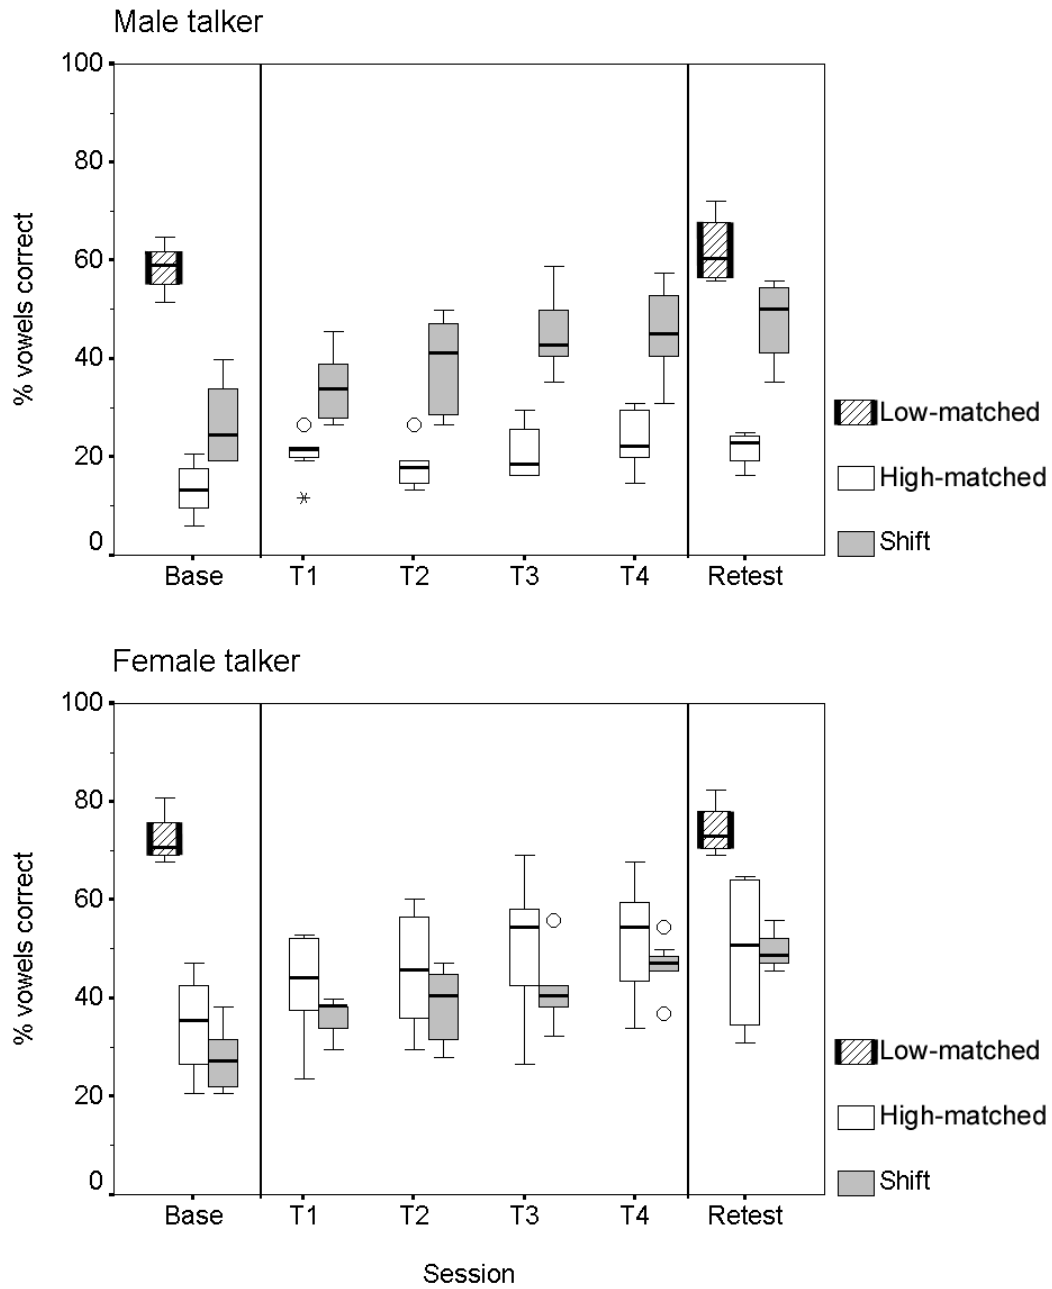 Male talker
100
80
60
40
20
0
% vowels correct
Base T1 T2 T3 T4 Retest
Low-matched
High-matched
Shift
Female talker
100
80
60
40
20
0
% vowels correct
Base T1 T2 T3 T4 Retest
Low-matched
High-matched
Shift
Session